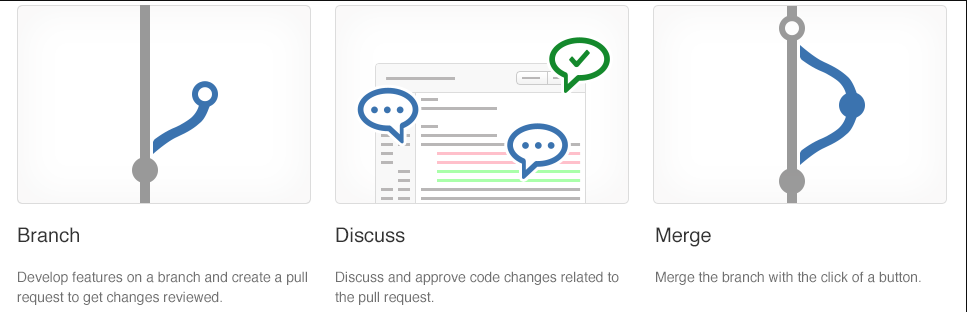 Branch
Develop features on a branch and create a pull
request to get changes reviewed.
Discuss
Discuss and approve code changes related to
the pull request.
Merge
Merge the branch with the click of a button.